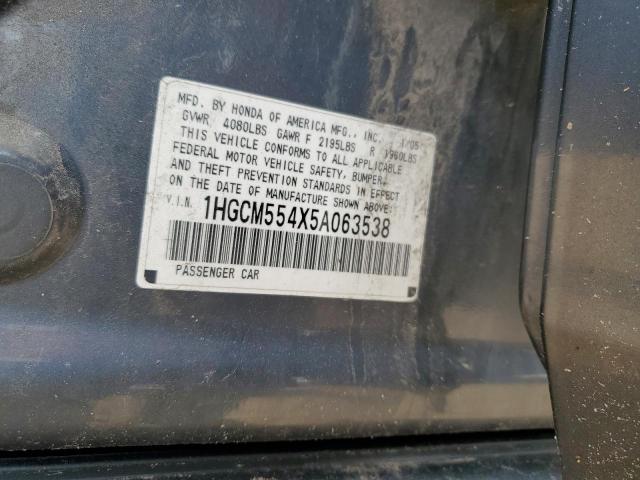 MFD. BY HONDA OF AMERICA MFG., INC. 1/05
GVWR 4080LBS GAWR F 2195LBS R 1960LBS
THIS VEHICLE CONFORMS TO ALL APPLICABLE
FEDERAL MOTOR VEHICLE SAFETY, BUMPER,
AND THEFT PREVENTION STANDARDS IN EFFECT
ON THE DATE OF MANUFACTURE SHOWN ABOVE.
V.I.N. 1HGCM554X5A063538
PASSENGER CAR